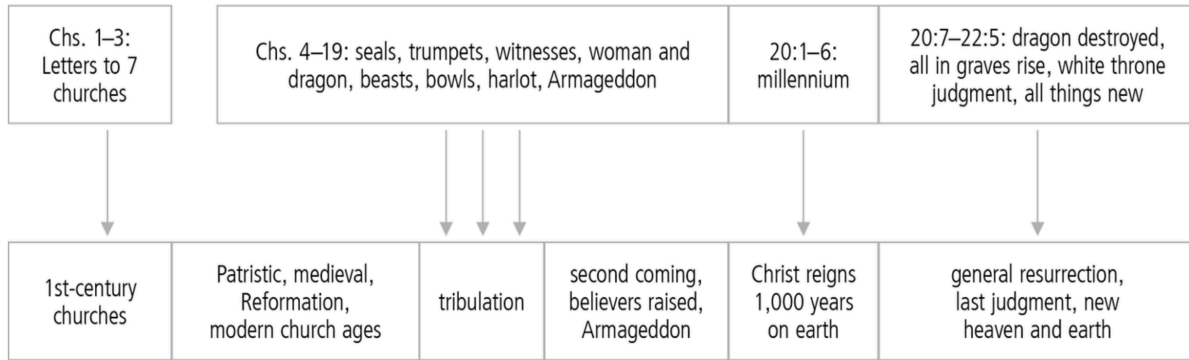 Chs. 1–3:
Letters to 7
churches
Chs. 4–19: seals, trumpets, witnesses, woman and
dragon, beasts, bowls, harlot, Armageddon
20:1–6:
millennium
20:7–22:5: dragon destroyed,
all in graves rise, white throne
judgment, all things new
1st-century
churches
Patristic, medieval,
Reformation,
modern church ages
tribulation
second coming,
believers raised,
Armageddon
Christ reigns
1,000 years
on earth
general resurrection,
last judgment, new
heaven and earth